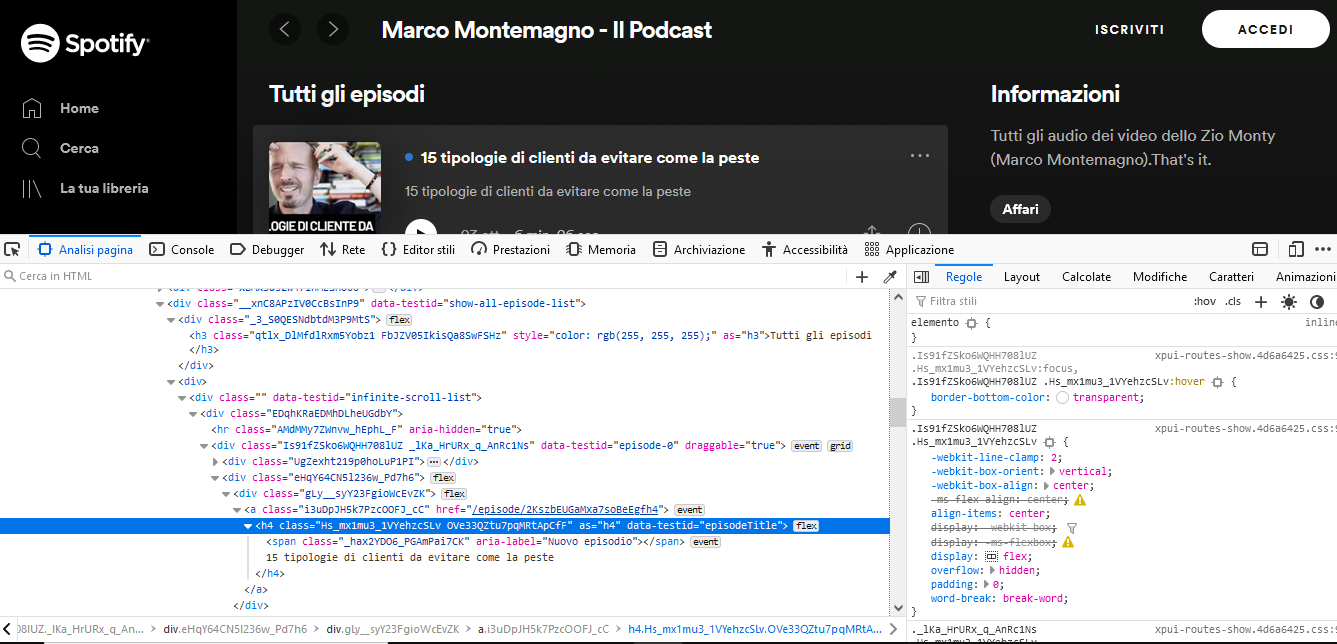 Spotify
Marco Montemagno - Il Podcast
ISCRIVITI
ACCEDI
Home
Cerca
La tua libreria
Tutti gli episodi
15 tipologie di clienti da evitare come la peste
15 tipologie di clienti da evitare come la peste
LOGIE DI CLIENTE DA
Informazioni
Tutti gli audio dei video dello Zio Monty
(Marco Montemagno).That's it.
Affari
Analisi pagina
Console
Debugger
Rete
Editor stili
Prestazioni
Memoria
Archiviazione
Accessibilità
Applicazione
Cerca in HTML
<div class="__xnC8APzIV0CcBsInP9" data-testid="show-all-episode-list">
<div class="_3_S0QESNdbtdM3P9MtS"> flex
<h3 class="qtlx_DlMfdlRxm5Yobz1 FbJZV05IkisQa8SwFSHz" style="color: rgb(255, 255, 255);" as="h3">Tutti gli episodi
</h3>
</div>
<div>
<div class="" data-testid="infinite-scroll-list">
<div class="EDqhKRaEDMhDLheUGdbY">
<hr class="AMdMMy7ZWnvw_hEphL_F" aria-hidden="true">
<div class="Is91fZSko6WQHH708lUZ _lKa_HrURx_q_AnRc1Ns" data-testid="episode-0" draggable="true"> event grid
<div class="UgZexht219p0hoLuP1PI"> ••• </div>
<div class="eHqY64CN5l236w_Pd7h6"> flex
<div class="gLy__syY23FgioWcEvZK"> flex
<a class="i3uDpJH5k7PzcOOFJ_cC" href="/episode/2KszbEUGaMxa7soBeEgfh4"> event
<h4 class="Hs_mx1mu3_1VYehzcSLv OVe33QZtu7pqMRtApCfF" as="h4" data-testid="episodeTitle"> flex
<span class="_hax2YDO6_PGAmPai7CK" aria-label="Nuovo episodio"></span> event
15 tipologie di clienti da evitare come la peste
</h4>
</a>
</div>
08lUZ._lKa_HrURx_q_An... > div.eHqY64CN5l236w_Pd7h6 > div.gLy__syY23FgioWcEvZK > a.i3uDpJH5k7PzcOOFJ_cC > h4.Hs_mx1mu3_1VYehzcSLv.OVe33QZtu7pqMRtA...
Regole
Layout
Calcolate
Modifiche
Caratteri
Animazioni
Filtra stili
:hov .cls
elemento { inline
}
.Is91fZSko6WQHH708lUZ xpui-routes-show.4d6a6425.css:9
.Hs_mx1mu3_1VYehzcSLv:focus,
.Is91fZSko6WQHH708lUZ .Hs_mx1mu3_1VYehzcSLv:hover {
border-bottom-color: transparent;
}
.Is91fZSko6WQHH708lUZ xpui-routes-show.4d6a6425.css:9
.Hs_mx1mu3_1VYehzcSLv {
-webkit-line-clamp: 2;
-webkit-box-orient: vertical;
-webkit-box-align: center;
-ms-flex-align: center;
align-items: center;
display: -webkit-box;
display: -ms-flexbox;
display: flex;
overflow: hidden;
padding: 0;
word-break: break-word;
}
._lKa_HrURx_q_AnRc1Ns xpui-routes-show.4d6a6425.css:9